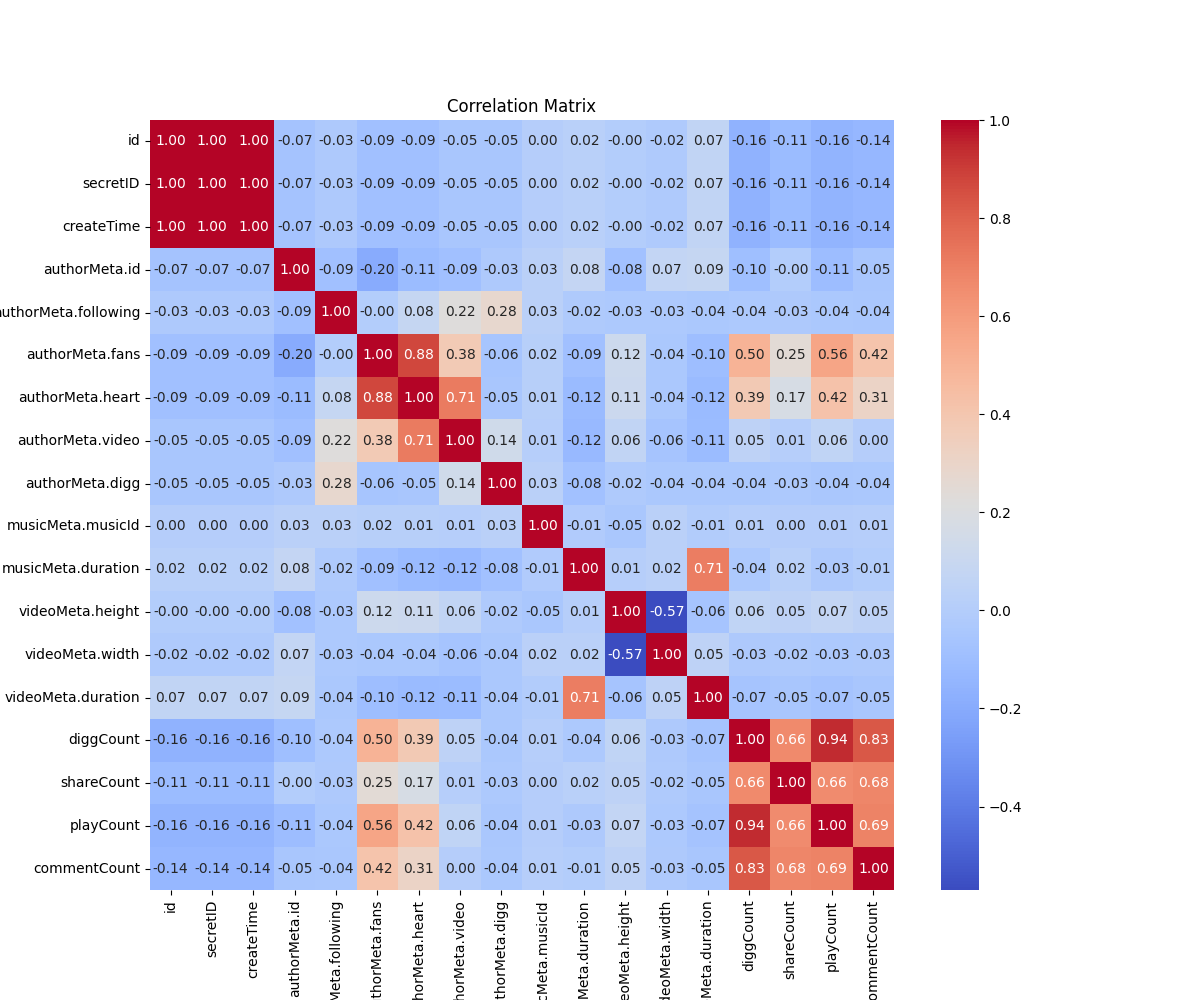 Correlation Matrix
id 1.00 1.00 1.00 -0.07 -0.03 -0.09 -0.09 -0.05 -0.05 0.00 0.02 -0.00 -0.02 0.07 -0.16 -0.11 -0.16 -0.14
secretID 1.00 1.00 1.00 -0.07 -0.03 -0.09 -0.09 -0.05 -0.05 0.00 0.02 -0.00 -0.02 0.07 -0.16 -0.11 -0.16 -0.14
createTime 1.00 1.00 1.00 -0.07 -0.03 -0.09 -0.09 -0.05 -0.05 0.00 0.02 -0.00 -0.02 0.07 -0.16 -0.11 -0.16 -0.14
authorMeta.id -0.07 -0.07 -0.07 1.00 -0.09 -0.20 -0.11 -0.09 -0.03 0.03 0.08 -0.08 0.07 0.09 -0.10 -0.00 -0.11 -0.05
uthorMeta.following -0.03 -0.03 -0.03 -0.09 1.00 -0.00 0.08 0.22 0.28 0.03 -0.02 -0.03 -0.03 -0.04 -0.04 -0.03 -0.04 -0.04
authorMeta.fans -0.09 -0.09 -0.09 -0.20 -0.00 1.00 0.88 0.38 -0.06 0.02 -0.09 0.12 -0.04 -0.10 0.50 0.25 0.56 0.42
authorMeta.heart -0.09 -0.09 -0.09 -0.11 0.08 0.88 1.00 0.71 -0.05 0.01 -0.12 0.11 -0.04 -0.12 0.39 0.17 0.42 0.31
authorMeta.video -0.05 -0.05 -0.05 -0.09 0.22 0.38 0.71 1.00 0.14 0.01 -0.12 0.06 -0.06 -0.11 0.05 0.01 0.06 0.00
authorMeta.digg -0.05 -0.05 -0.05 -0.03 0.28 -0.06 -0.05 0.14 1.00 0.03 -0.08 -0.02 -0.04 -0.04 -0.04 -0.03 -0.04 -0.04
musicMeta.musicId 0.00 0.00 0.00 0.03 0.03 0.02 0.01 0.01 0.03 1.00 -0.01 -0.05 0.02 -0.01 0.01 0.00 0.01 0.01
musicMeta.duration 0.02 0.02 0.02 0.08 -0.02 -0.09 -0.12 -0.12 -0.08 -0.01 1.00 0.01 0.02 0.71 -0.04 0.02 -0.03 -0.01
videoMeta.height -0.00 -0.00 -0.00 -0.08 -0.03 0.12 0.11 0.06 -0.02 -0.05 0.01 1.00 -0.57 -0.06 0.06 0.05 0.07 0.05
videoMeta.width -0.02 -0.02 -0.02 0.07 -0.03 -0.04 -0.04 -0.06 -0.04 0.02 0.02 -0.57 1.00 0.05 -0.03 -0.02 -0.03 -0.03
videoMeta.duration 0.07 0.07 0.07 0.09 -0.04 -0.10 -0.12 -0.11 -0.04 -0.01 0.71 -0.06 0.05 1.00 -0.07 -0.05 -0.07 -0.05
diggCount -0.16 -0.16 -0.16 -0.10 -0.04 0.50 0.39 0.05 -0.04 0.01 -0.04 0.06 -0.03 -0.07 1.00 0.66 0.94 0.83
shareCount -0.11 -0.11 -0.11 -0.00 -0.03 0.25 0.17 0.01 -0.03 0.00 0.02 0.05 -0.02 -0.05 0.66 1.00 0.66 0.68
playCount -0.16 -0.16 -0.16 -0.11 -0.04 0.56 0.42 0.06 -0.04 0.01 -0.03 0.07 -0.03 -0.07 0.94 0.66 1.00 0.69
commentCount -0.14 -0.14 -0.14 -0.05 -0.04 0.42 0.31 0.00 -0.04 0.01 -0.01 0.05 -0.03 -0.05 0.83 0.68 0.69 1.00
id
secretID
createTime
authorMeta.id
Meta.following
thorMeta.fans
horMeta.heart
horMeta.video
thorMeta.digg
cMeta.musicId
Meta.duration
eoMeta.height
deoMeta.width
Meta.duration
diggCount
shareCount
playCount
ommentCount
1.0
0.8
0.6
0.4
0.2
0.0
−0.2
−0.4